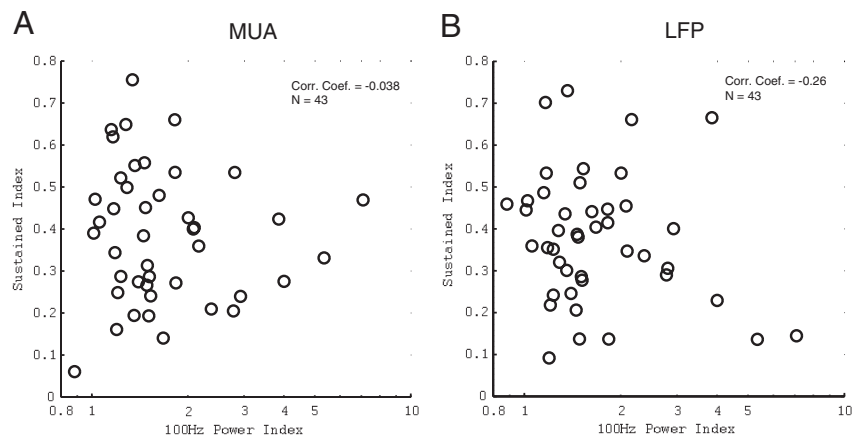 A
MUA
Corr. Coef. = -0.038
N = 43
0.8
0.7
0.6
0.5
0.4
0.3
0.2
0.1
0
Sustained Index
0.8 1 2 3 5 10
100Hz Power Index
B
LFP
Corr. Coef. = -0.26
N = 43
0.8
0.7
0.6
0.5
0.4
0.3
0.2
0.1
0
Sustained Index
0.8 1 2 3 5 10
100Hz Power Index